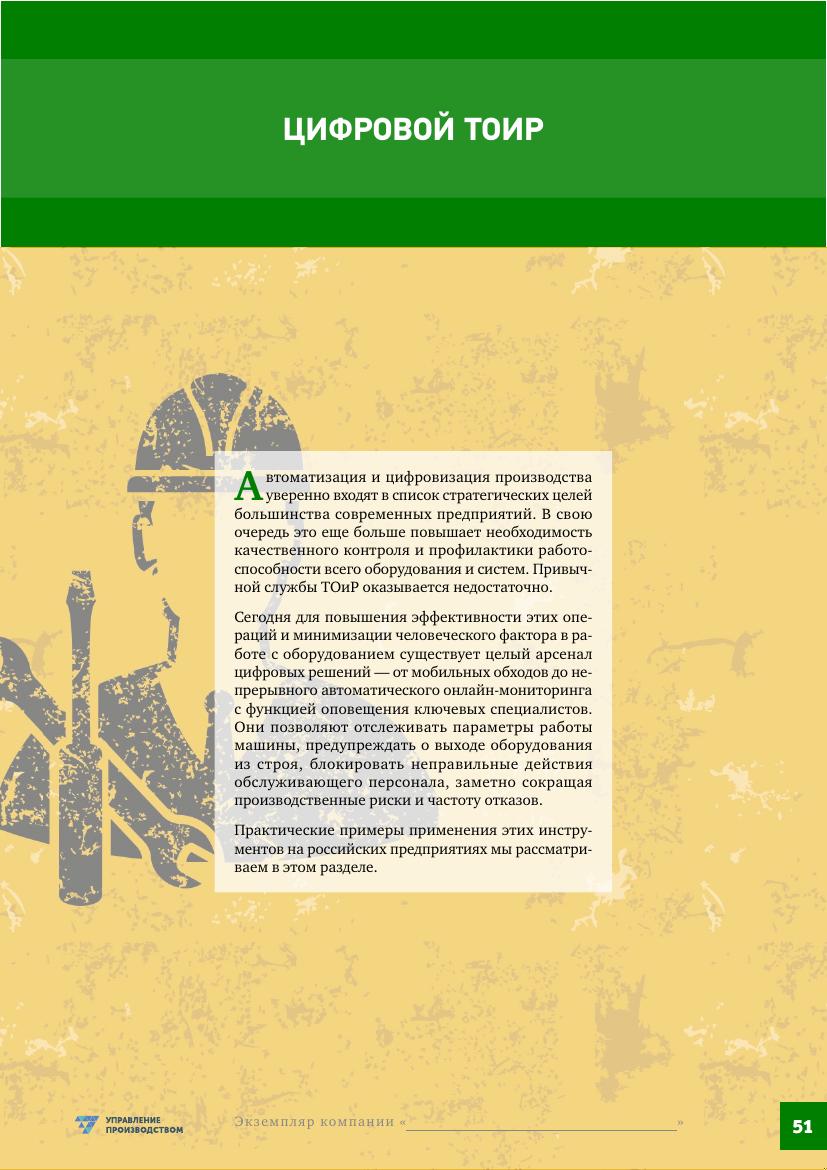 ЦИФРОВОЙ ТОИР
Автоматизация и цифровизация производства
уверенно входят в список стратегических целей
большинства современных предприятий. В свою
очередь это еще больше повышает необходимость
качественного контроля и профилактики работо-
способности всего оборудования и систем. Привыч-
ной службы ТОиР оказывается недостаточно.
Сегодня для повышения эффективности этих опе-
раций и минимизации человеческого фактора в ра-
боте с оборудованием существует целый арсенал
цифровых решений — от мобильных обходов до не-
прерывного автоматического онлайн-мониторинга
с функцией оповещения ключевых специалистов.
Они позволяют отслеживать параметры работы
машины, предупреждать о выходе оборудования
из строя, блокировать неправильные действия
обслуживающего персонала, заметно сокращая
производственные риски и частоту отказов.
Практические примеры применения этих инстру-
ментов на российских предприятиях мы рассматри-
ваем в этом разделе.
УПРАВЛЕНИЕ
ПРОИЗВОДСТВОМ
Экземпляр компании «______________________________»
51